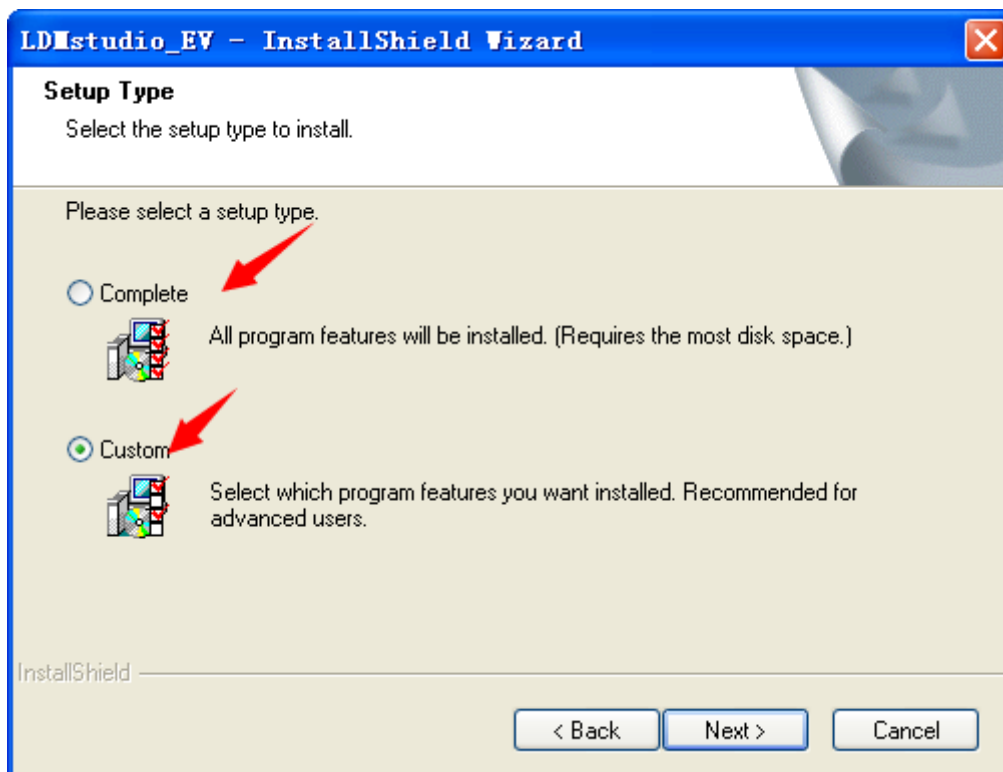 LDMstudio_EV - InstallShield Wizard
Setup Type
Select the setup type to install.
Please select a setup type.
Complete
All program features will be installed. (Requires the most disk space.)
Custom
Select which program features you want installed. Recommended for
advanced users.
InstallShield
< Back
Next >
Cancel